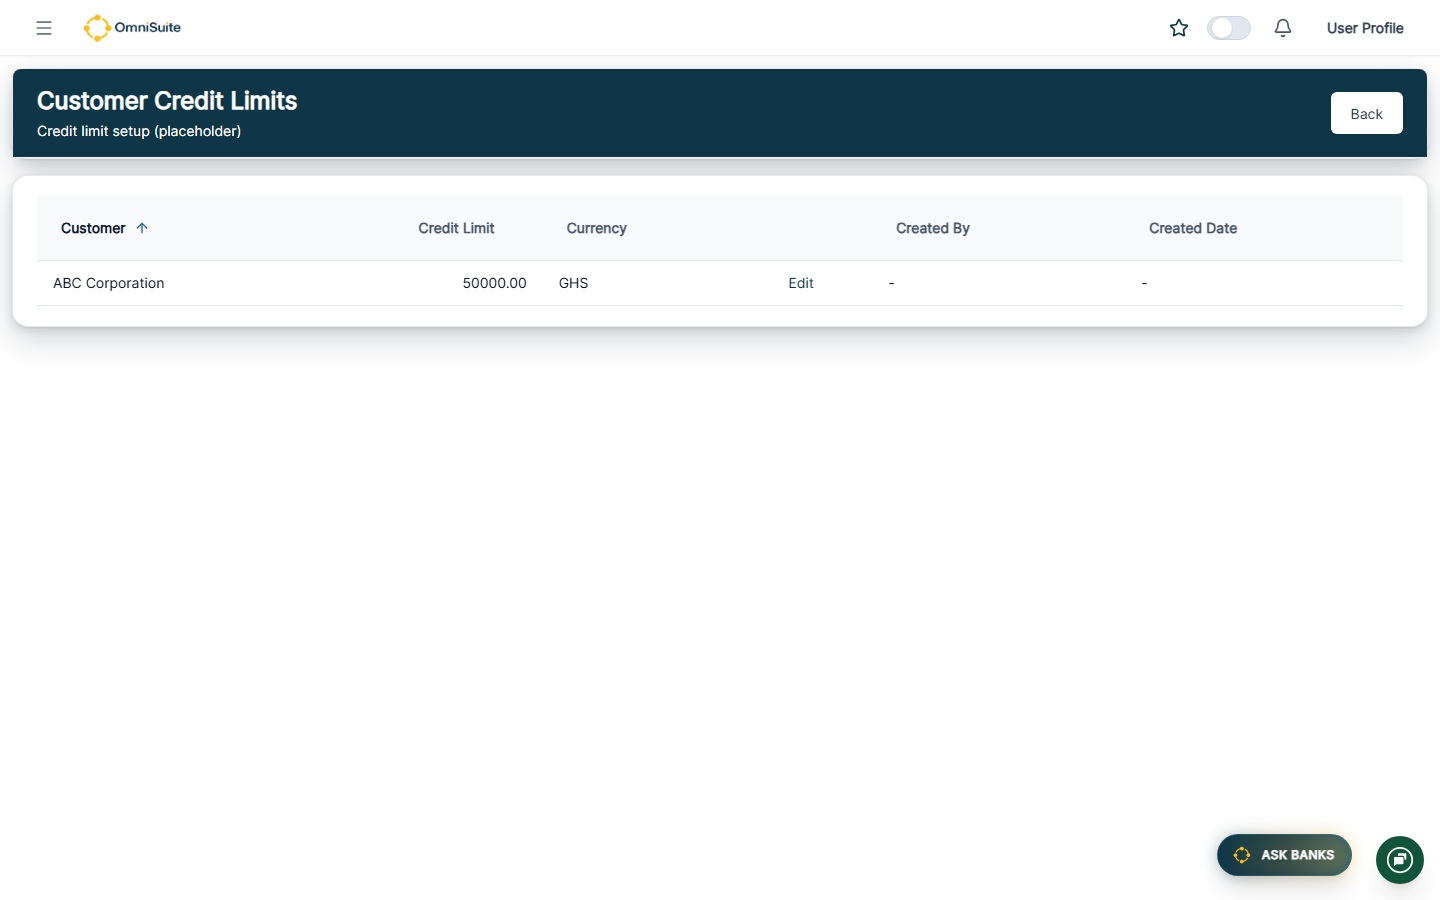 OmniSuite
User Profile
Customer Credit Limits
Credit limit setup (placeholder)
Back
Customer Credit Limit Currency Created By Created Date
ABC Corporation 50000.00 GHS Edit - -
ASK BANKS